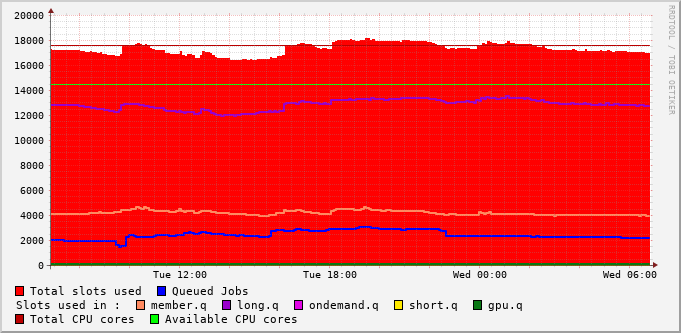 RRDTOOL / TOBI OETIKER
20000
18000
16000
14000
12000
10000
8000
6000
4000
2000
0
Tue 12:00 Tue 18:00 Wed 00:00 Wed 06:00
Total slots used Queued Jobs
Slots used in : member.q long.q ondemand.q short.q gpu.q
Total CPU cores Available CPU cores